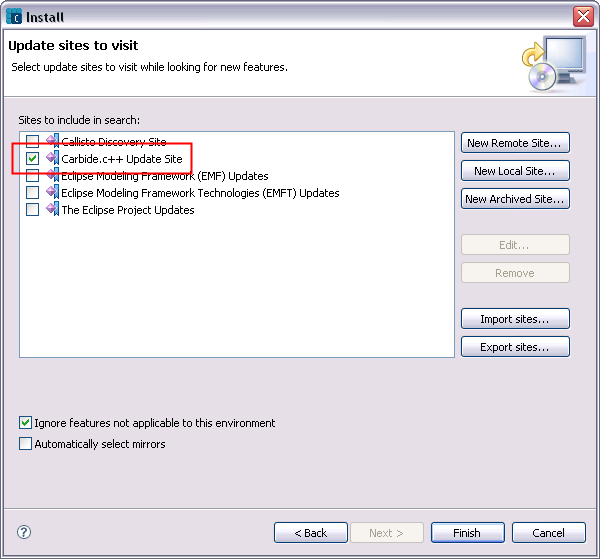 Install
Update sites to visit
Select update sites to visit while looking for new features.
Sites to include in search:
Callisto Discovery Site
Carbide.c++ Update Site
Eclipse Modeling Framework (EMF) Updates
Eclipse Modeling Framework Technologies (EMFT) Updates
The Eclipse Project Updates
New Remote Site...
New Local Site...
New Archived Site...
Edit...
Remove
Import sites...
Export sites...
Ignore features not applicable to this environment
Automatically select mirrors
? < Back Next > Finish Cancel